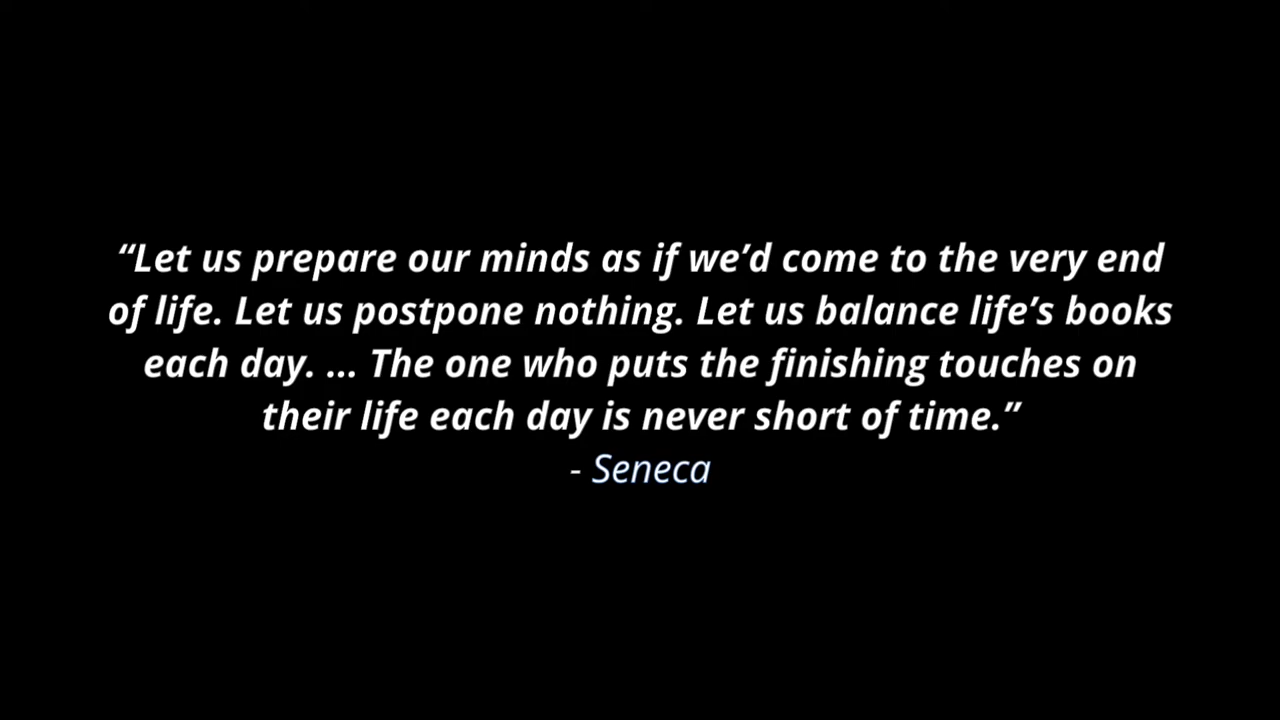 “Let us prepare our minds as if we’d come to the very end
of life. Let us postpone nothing. Let us balance life’s books
each day. ... The one who puts the finishing touches on
their life each day is never short of time.”
- Seneca